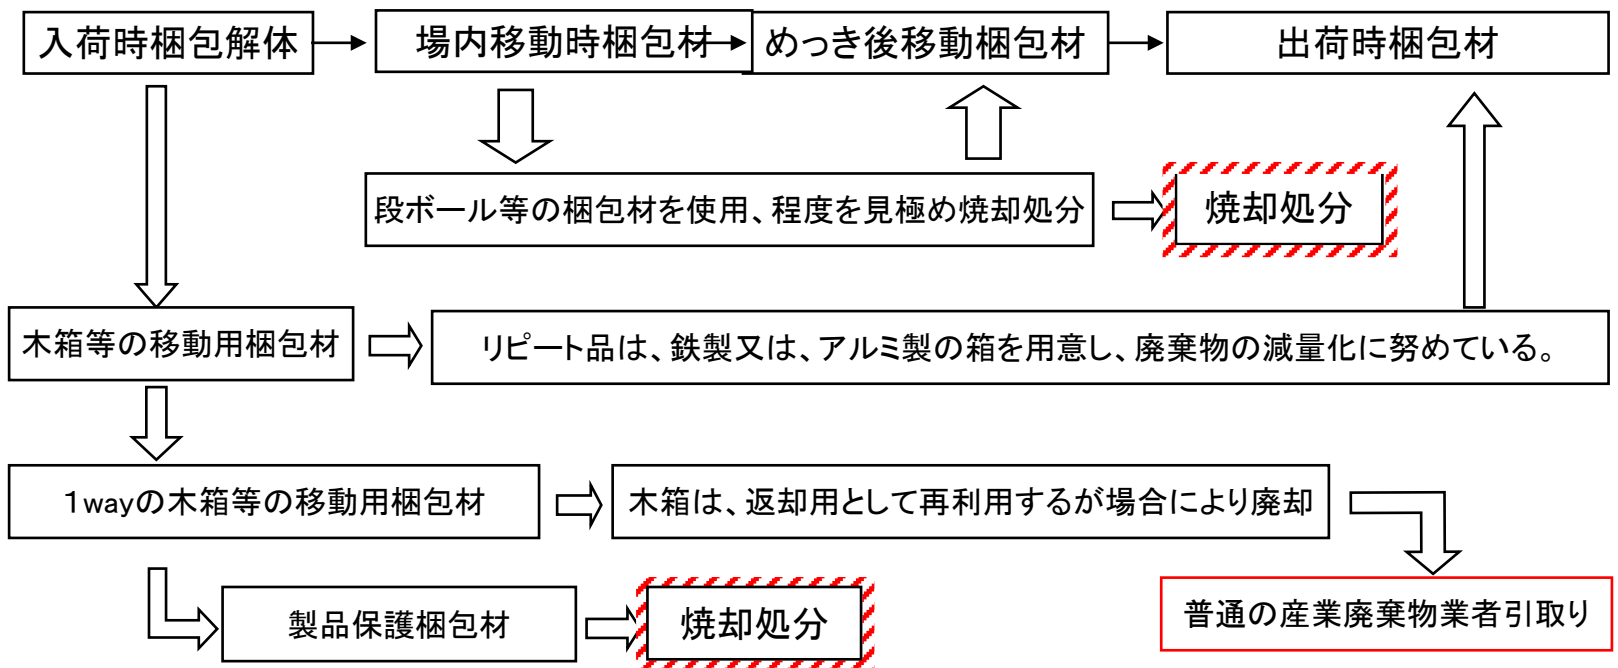 入荷時梱包解体
場内移動時梱包材
めっき後移動梱包材
出荷時梱包材
段ボール等の梱包材を使用、程度を見極め焼却処分
焼却処分
木箱等の移動用梱包材
リピート品は、鉄製又は、アルミ製の箱を用意し、廃棄物の減量化に努めている。
1wayの木箱等の移動用梱包材
木箱は、返却用として再利用するが場合により廃却
製品保護梱包材
焼却処分
普通の産業廃棄物業者引取り